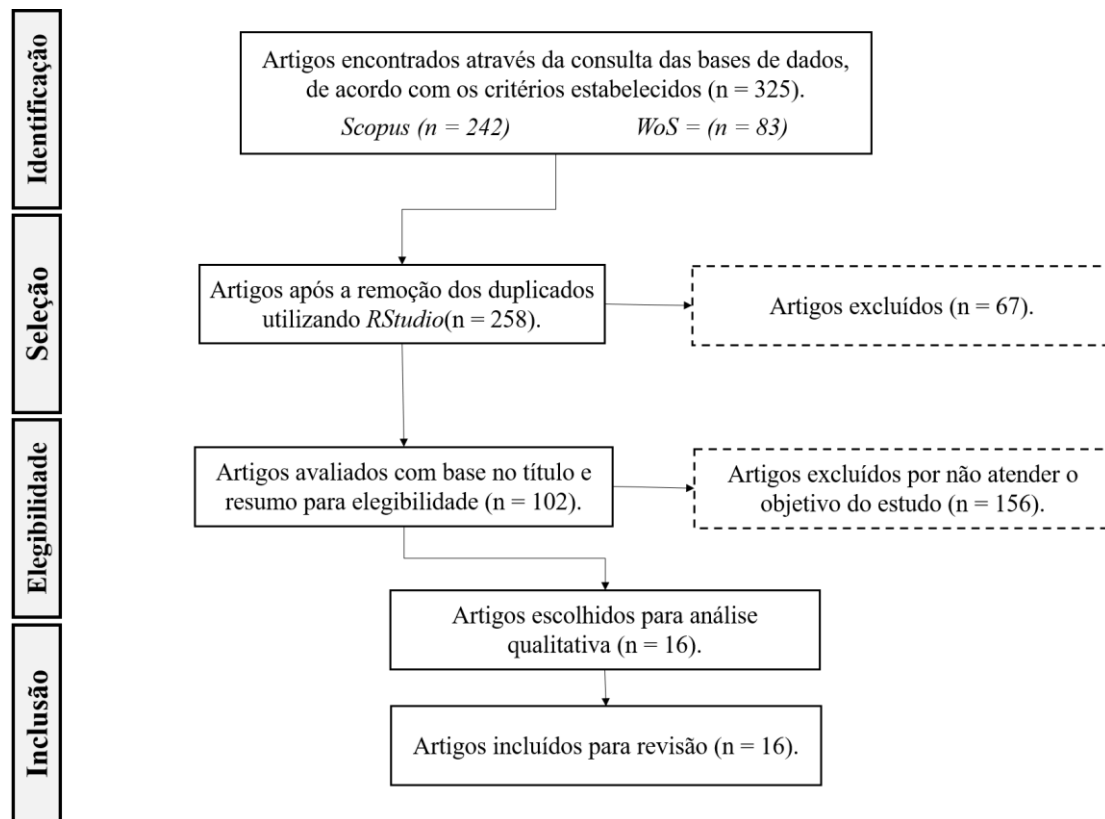 Identificação
Artigos encontrados através da consulta das bases de dados,
de acordo com os critérios estabelecidos (n = 325).
Scopus (n = 242) WoS = (n = 83)
Seleção
Artigos após a remoção dos duplicados
utilizando RStudio(n = 258).
Artigos excluídos (n = 67).
Elegibilidade
Artigos avaliados com base no título e
resumo para elegibilidade (n = 102).
Artigos excluídos por não atender o
objetivo do estudo (n = 156).
Artigos escolhidos para análise
qualitativa (n = 16).
Inclusão
Artigos incluídos para revisão (n = 16).